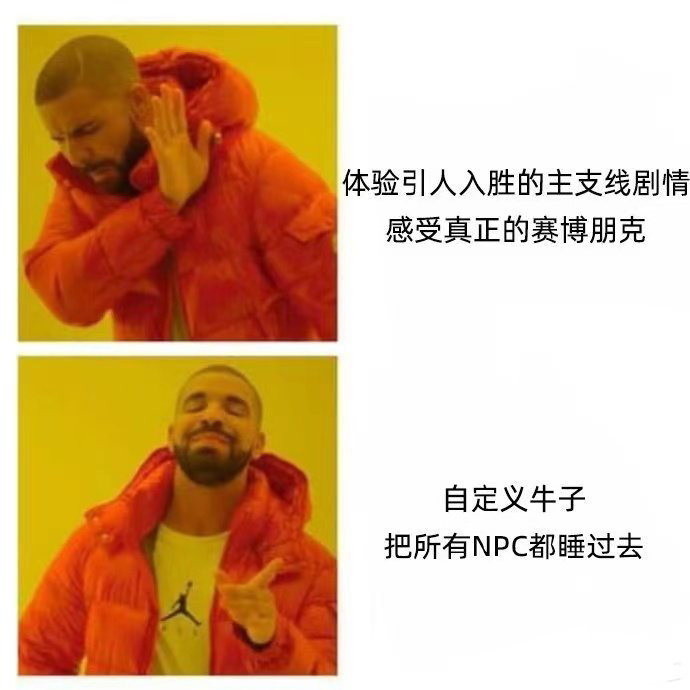 体验引人入胜的主支线剧情
感受真正的赛博朋克
自定义牛子
把所有NPC都睡过去